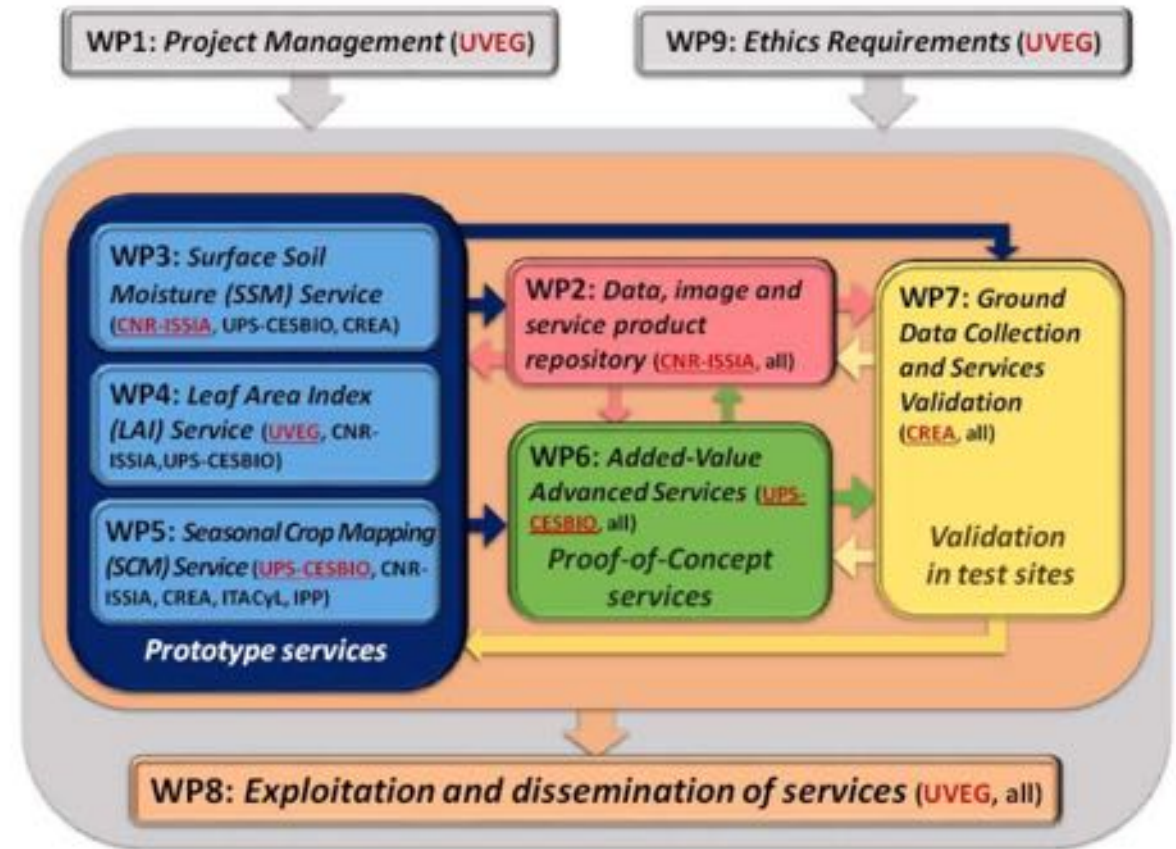 WP1: Project Management (UVEG)
WP9: Ethics Requirements (UVEG)
WP3: Surface Soil
Moisture (SSM) Service
(CNR-ISSIA, UPS-CESBIO, CREA)
WP4: Leaf Area Index
(LAI) Service (UVEG, CNR-
ISSIA,UPS-CESBIO)
WP5: Seasonal Crop Mapping
(SCM) Service (UPS-CESBIO, CNR-
ISSIA, CREA, ITACyL, IPP)
Prototype services
WP2: Data, image and
service product
repository (CNR-ISSIA, all)
WP6: Added-Value
Advanced Services (UPS-
CESBIO, all)
Proof-of-Concept
services
WP7: Ground
Data Collection
and Services
Validation
(CREA, all)
Validation
in test sites
WP8: Exploitation and dissemination of services (UVEG, all)